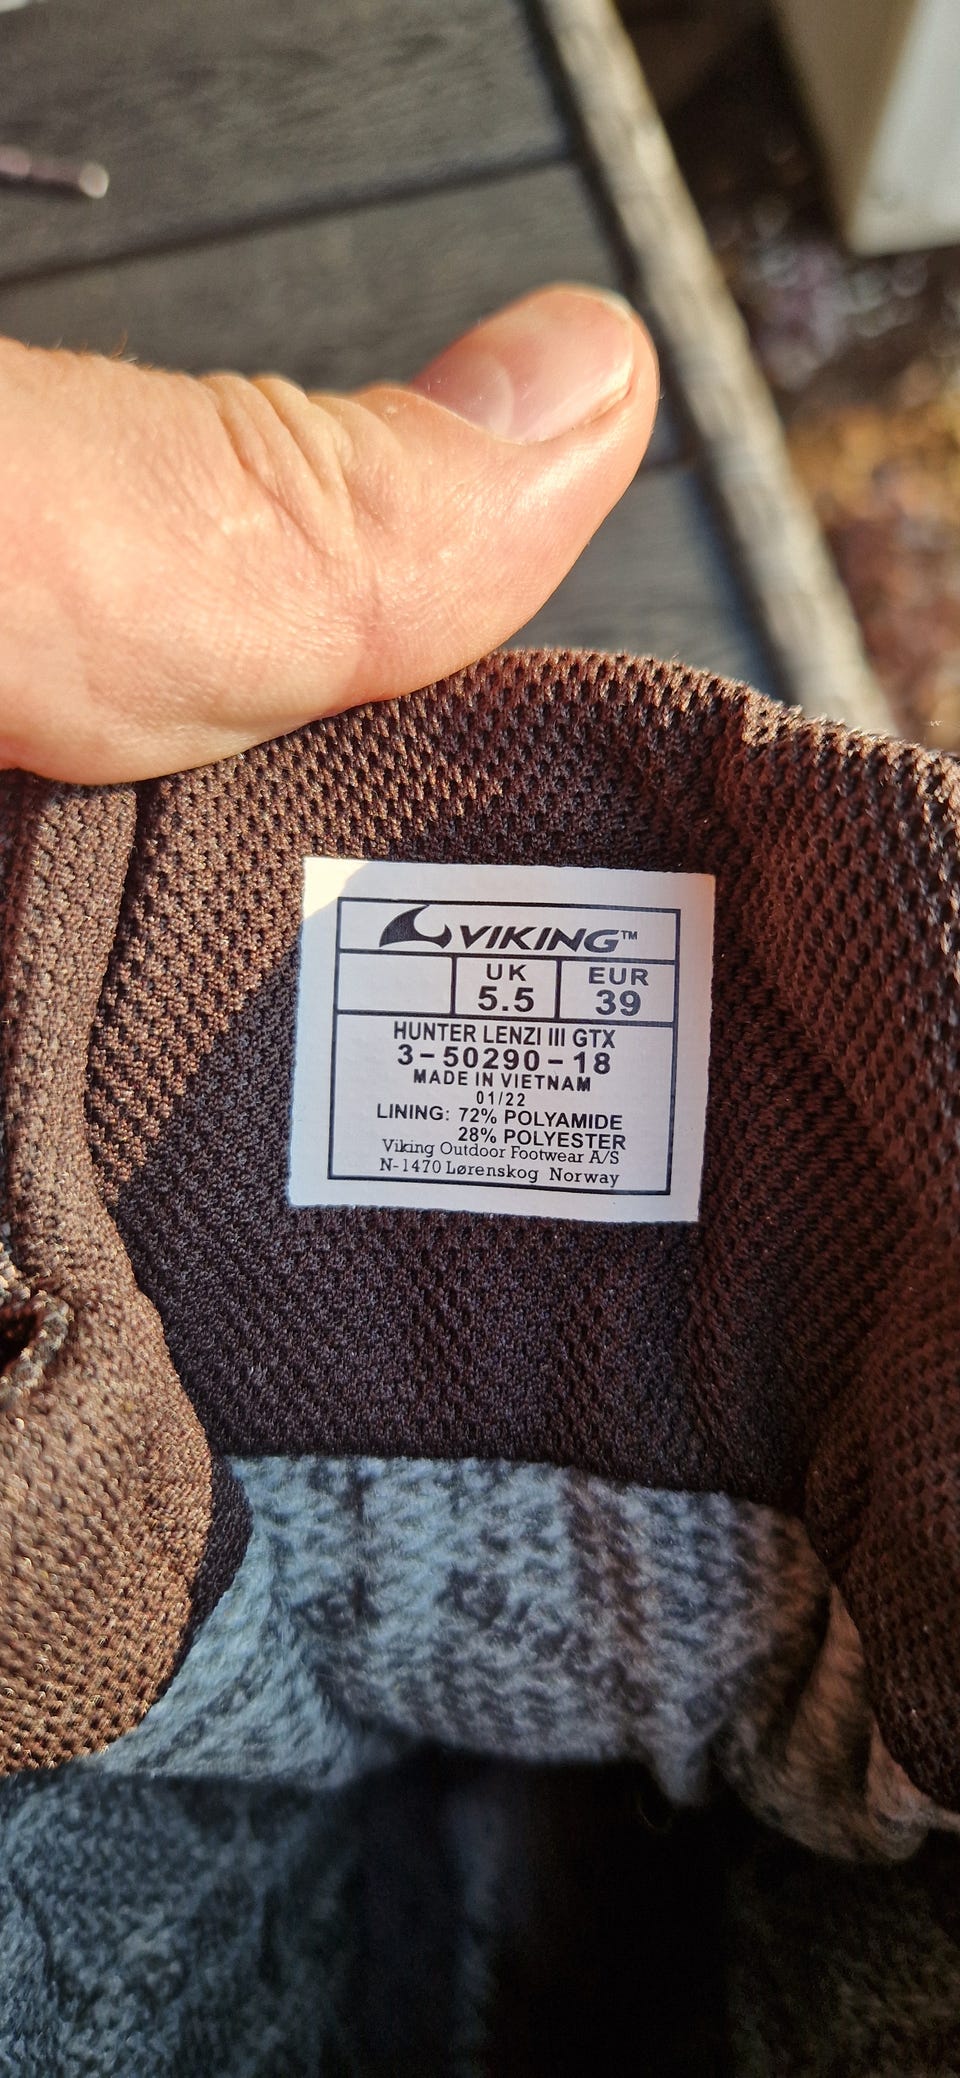 VIKING™
UK EUR
5.5 39
HUNTER LENZI III GTX
3-50290-18
MADE IN VIETNAM
01/22
LINING: 72% POLYAMIDE
28% POLYESTER
Viking Outdoor Footwear A/S
N-1470 Lørenskog Norway